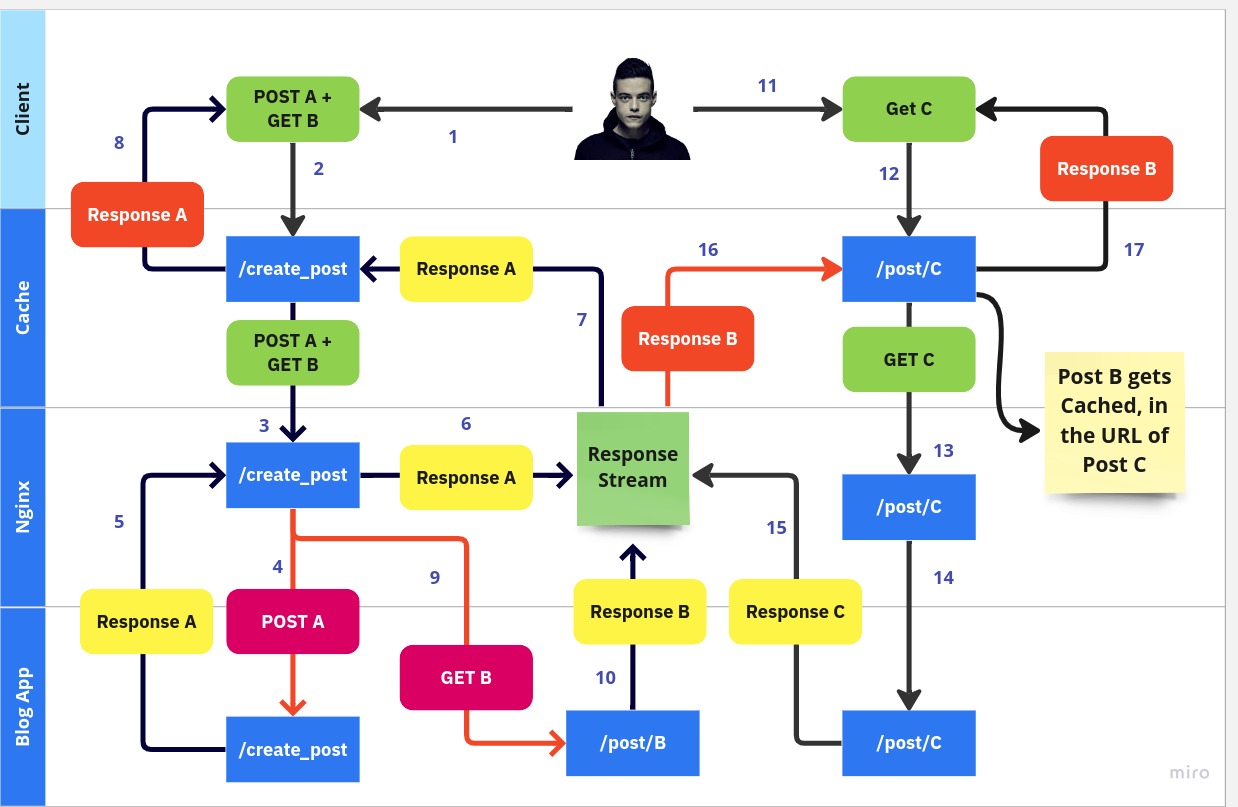 Client
POST A +
GET B
1
11
Get C
8
2
12
Response B
Response A
17
/create_post
Response A
16
/post/C
7
Response B
Cache
POST A +
GET B
GET C
Post B gets
Cached, in
the URL of
Post C
3
6
/create_post
Response A
Response
Stream
13
Nginx
5
/post/C
15
4
9
14
Response A
POST A
Response B
Response C
GET B
10
Blog App
/create_post
/post/B
/post/C
miro